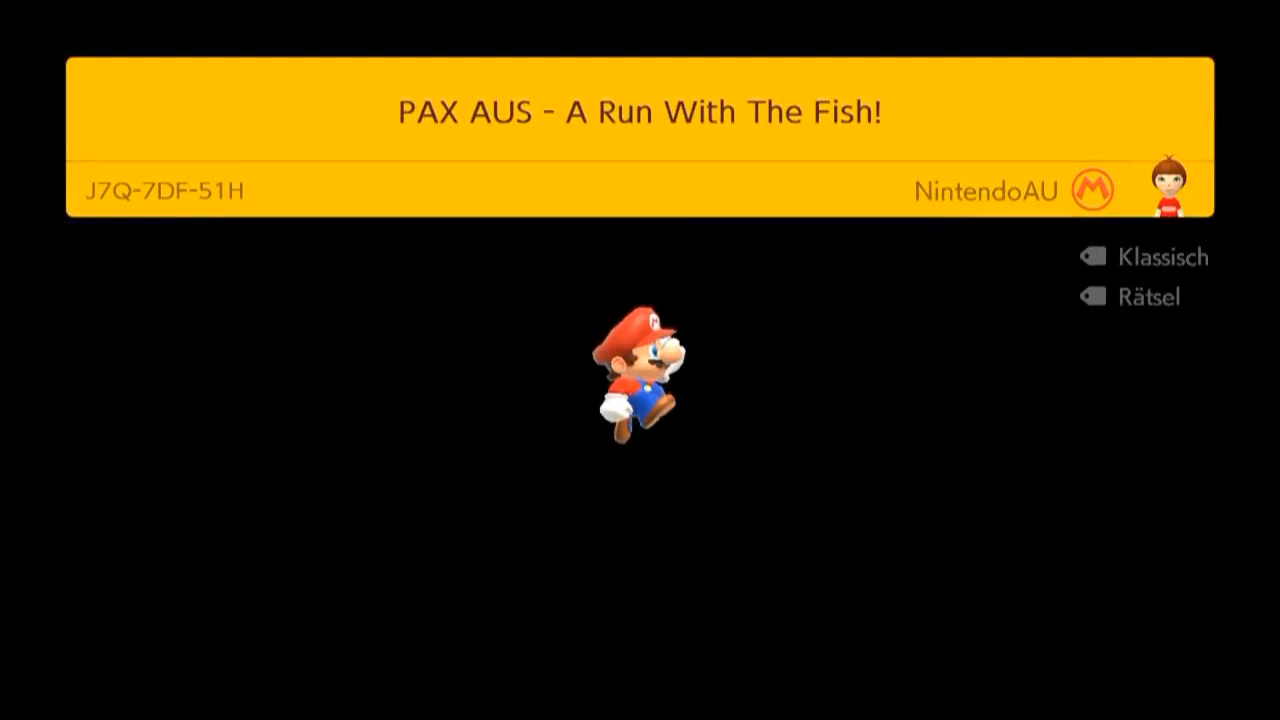 PAX AUS - A Run With The Fish!
J7Q-7DF-51H
NintendoAU
Klassisch
Rätsel